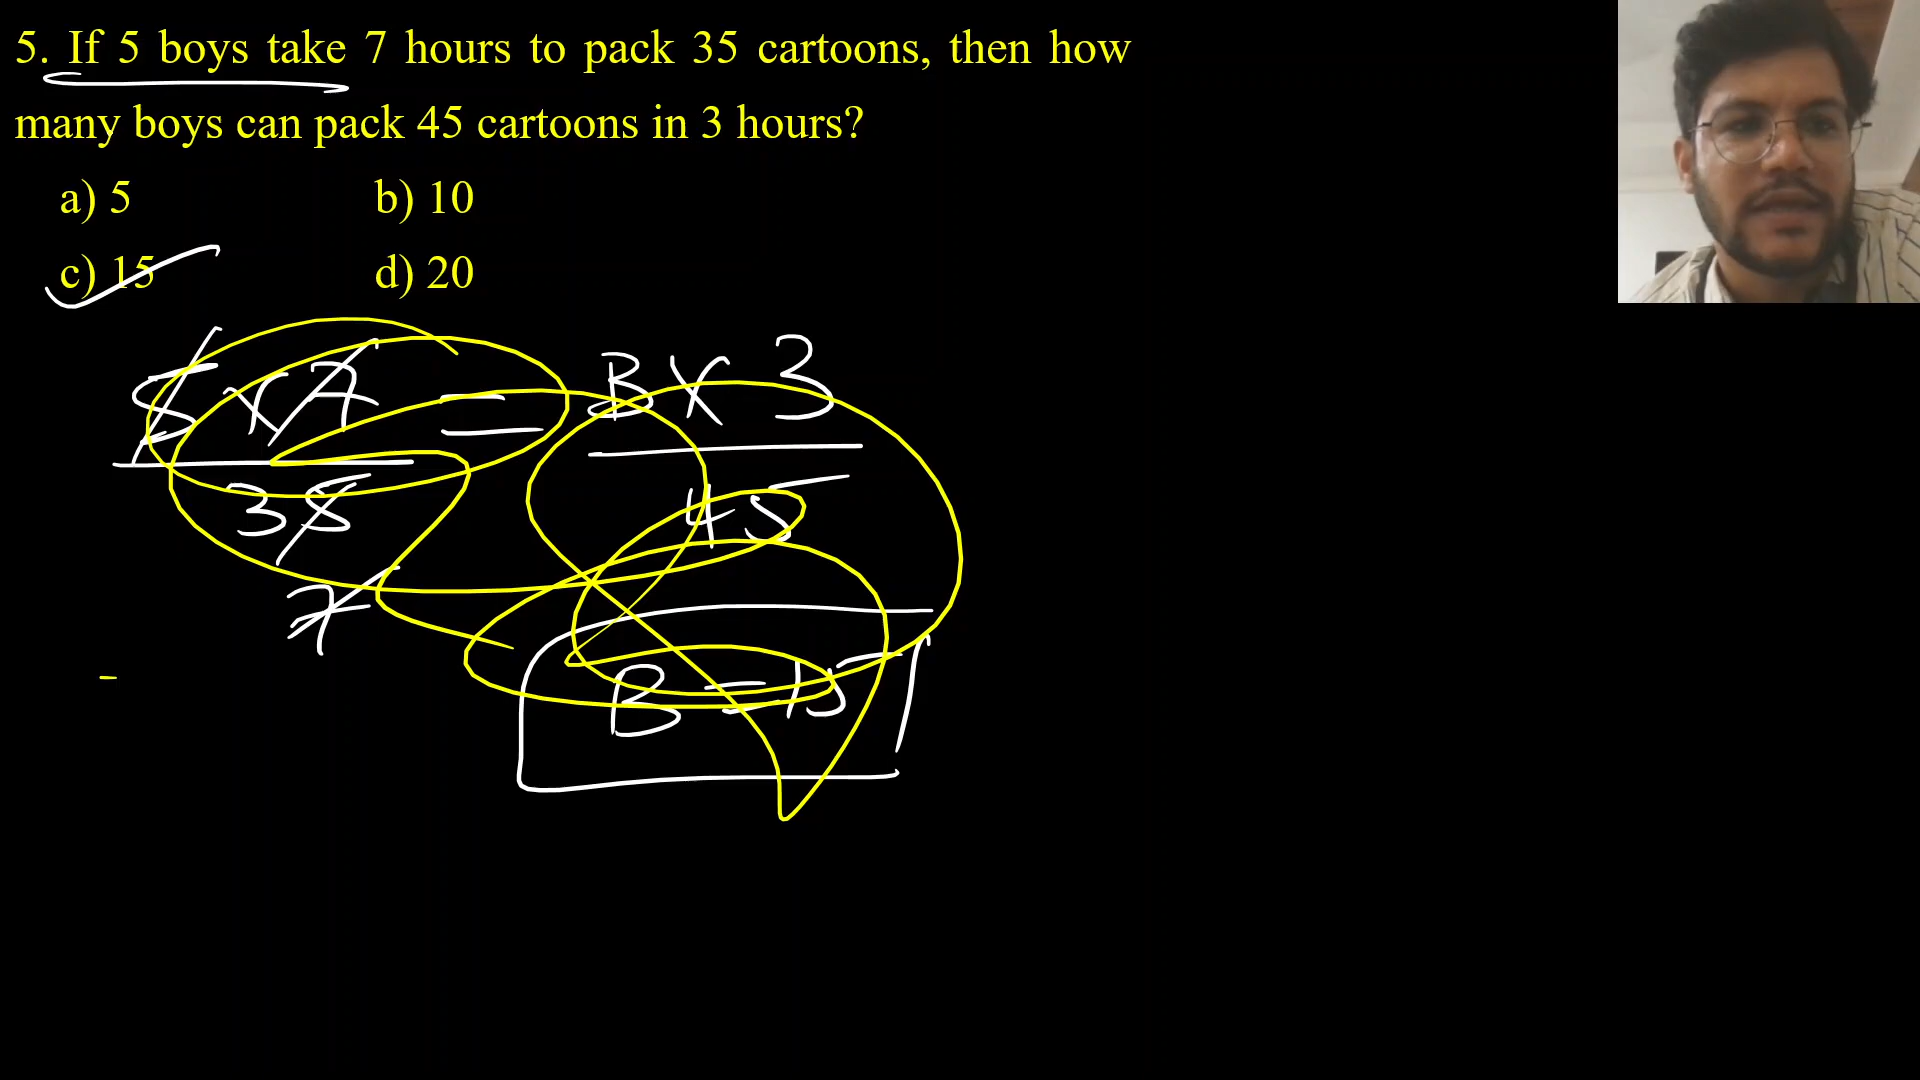 5. If 5 boys take 7 hours to pack 35 cartoons, then how
many boys can pack 45 cartoons in 3 hours?
a) 5 b) 10
c) 15 d) 20
5 x 7 = B x 3
35 45
7
B = 15